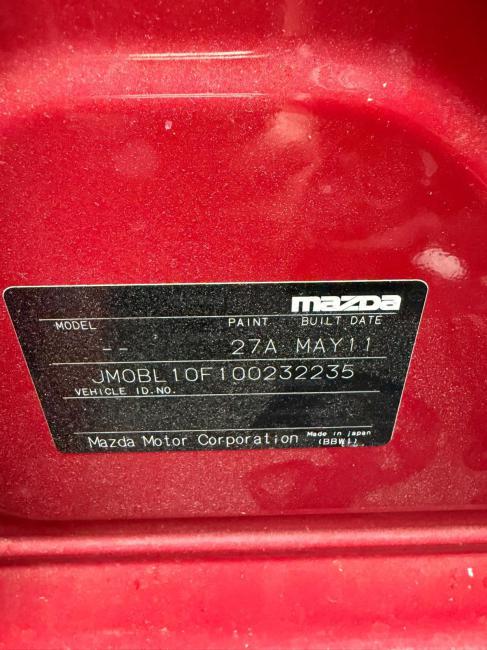 mazda
MODEL PAINT BUILT DATE
-- 27A MAY11
JM0BL10F100232235
VEHICLE ID.NO.
Mazda Motor Corporation Made in Japan
(BBW1)